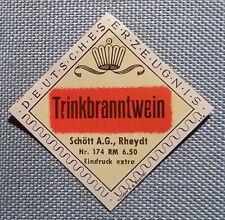 DEUTSCHES ERZEUGNIS
Trinkbranntwein
Schött A.G., Rheydt
Nr. 174 RM 6.50
Eindruck extra